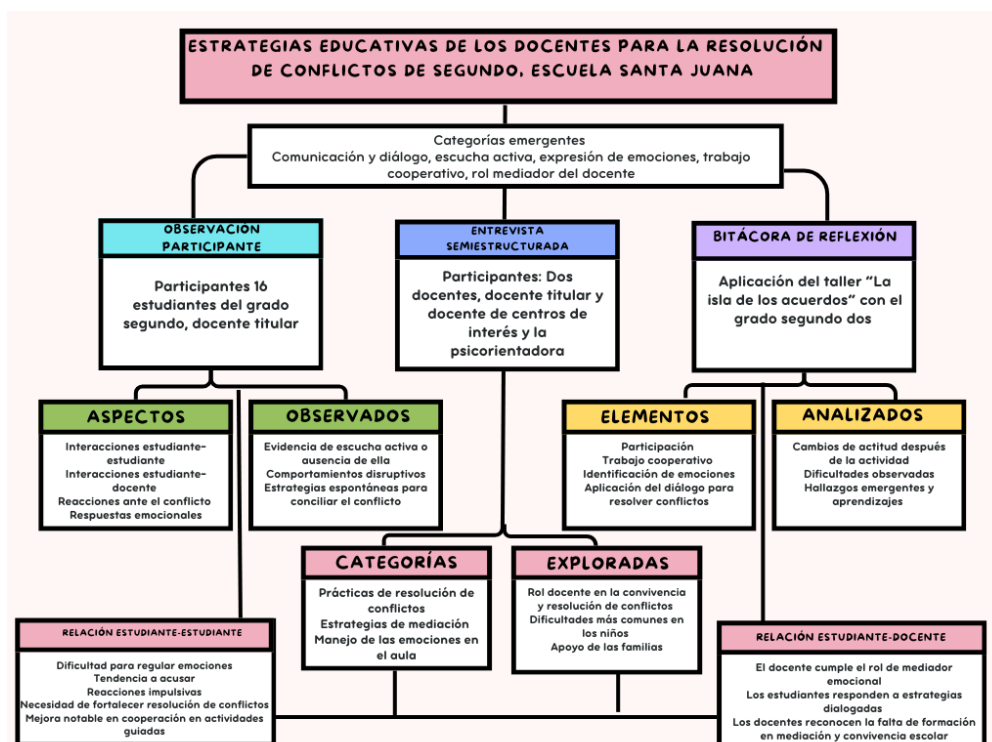 ESTRATEGIAS EDUCATIVAS DE LOS DOCENTES PARA LA RESOLUCIÓN
DE CONFLICTOS DE SEGUNDO, ESCUELA SANTA JUANA
Categorías emergentes
Comunicación y diálogo, escucha activa, expresión de emociones, trabajo
cooperativo, rol mediador del docente
OBSERVACIÓN
PARTICIPANTE
Participantes 16
estudiantes del grado
segundo, docente titular
ENTREVISTA
SEMIESTRUCTURADA
Participantes: Dos
docentes, docente titular y
docente de centros de
interés y la
psicorientadora
BITÁCORA DE REFLEXIÓN
Aplicación del taller "La
isla de los acuerdos" con el
grado segundo dos
ASPECTOS
Interacciones estudiante-
estudiante
Interacciones estudiante-
docente
Reacciones ante el conflicto
Respuestas emocionales
OBSERVADOS
Evidencia de escucha activa o
ausencia de ella
Comportamientos disruptivos
Estrategias espontáneas para
conciliar el conflicto
ELEMENTOS
Participación
Trabajo cooperativo
Identificación de emociones
Aplicación del diálogo para
resolver conflictos
ANALIZADOS
Cambios de actitud después
de la actividad
Dificultades observadas
Hallazgos emergentes y
aprendizajes
CATEGORÍAS
Prácticas de resolución de
conflictos
Estrategias de mediación
Manejo de las emociones en
el aula
EXPLORADAS
Rol docente en la convivencia
y resolución de conflictos
Dificultades más comunes en
los niños
Apoyo de las familias
RELACIÓN ESTUDIANTE-ESTUDIANTE
Dificultad para regular emociones
Tendencia a acusar
Reacciones impulsivas
Necesidad de fortalecer resolución de conflictos
Mejora notable en cooperación en actividades
guiadas
RELACIÓN ESTUDIANTE-DOCENTE
El docente cumple el rol de mediador
emocional
Los estudiantes responden a estrategias
dialogadas
Los docentes reconocen la falta de formación
en mediación y convivencia escolar